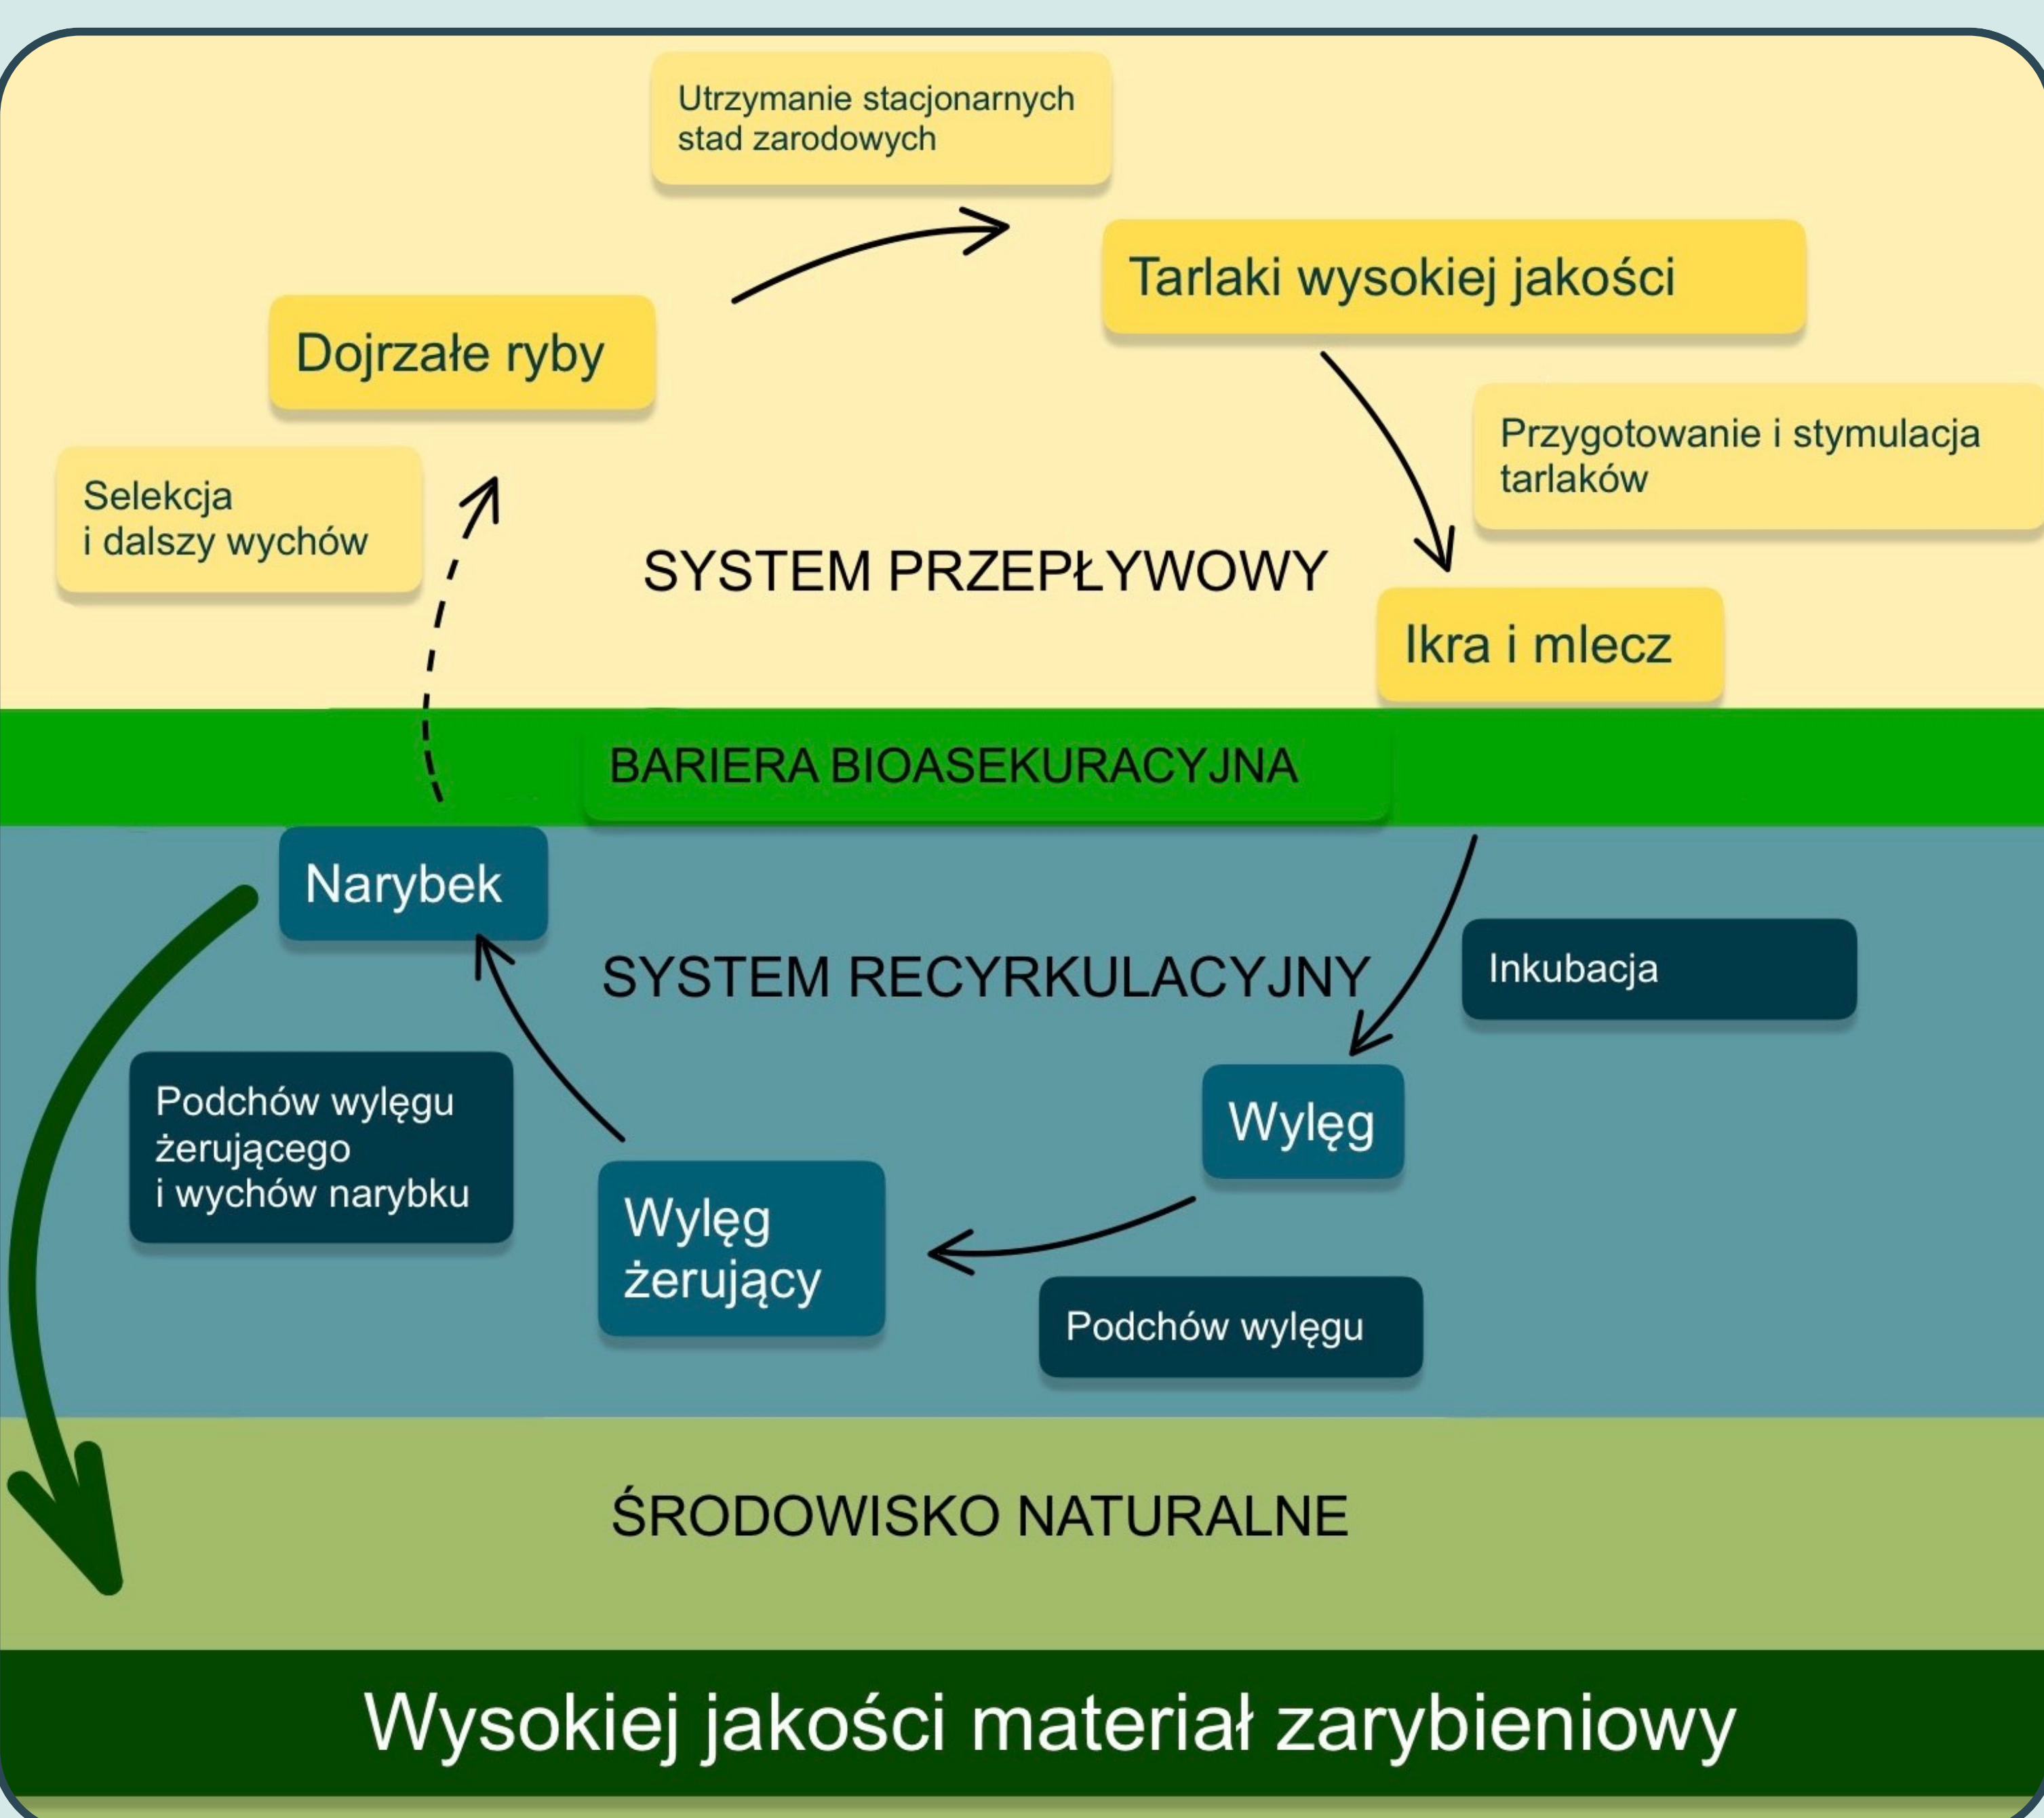 Utrzymanie stacjonarnych
stad zarodowych
Tarlaki wysokiej jakości
Dojrzałe ryby
Przygotowanie i stymulacja
tarlaków
Selekcja
i dalszy wychów
SYSTEM PRZEPŁYWOWY
Ikra i mlecz
BARIERA BIOASEKURACYJNA
Narybek
SYSTEM RECYRKULACYJNY
Inkubacja
Podchów wylęgu
żerującego
i wychów narybku
Wylęg
Wylęg
żerujący
Podchów wylęgu
ŚRODOWISKO NATURALNE
Wysokiej jakości materiał zarybieniowy